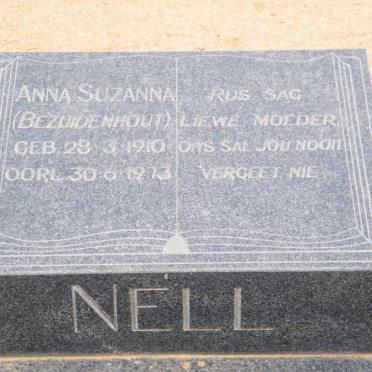 ANNA SUZANNA
(BEZUIDENHOUT)
GEB. 28·3·1910
OORL. 30·6·1973
RUS SAG
LIEWE MOEDER,
ONS SAL JOU NOOIT
VERGEET NIE
NELL